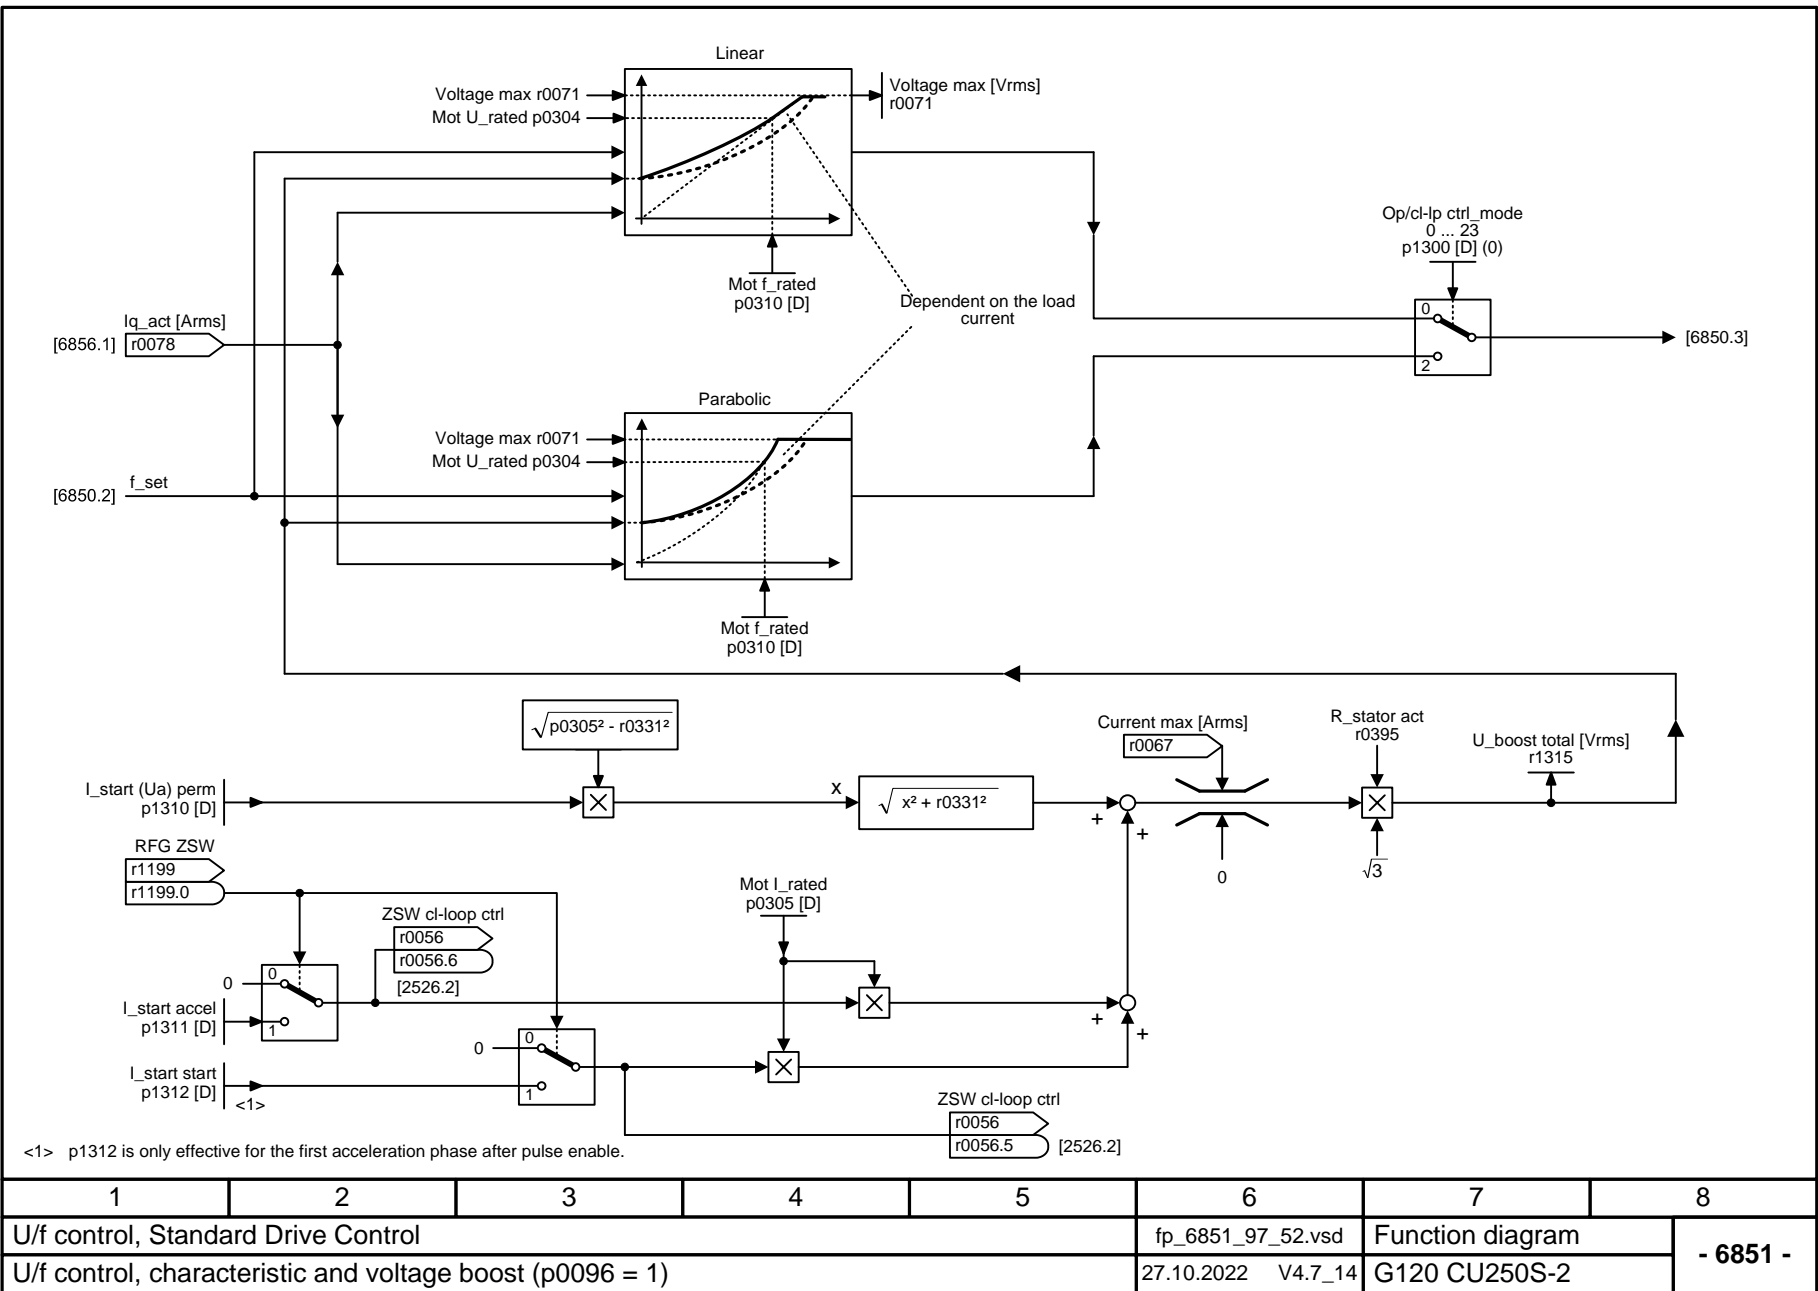 Linear
Voltage max r0071
Mot U_rated p0304
Voltage max [Vrms]
r0071
Mot f_rated
p0310 [D]
Dependent on the load
current
Op/cl-lp ctrl_mode
0 ... 23
p1300 [D] (0)
0
2
[6850.3]
Iq_act [Arms]
[6856.1]
r0078
Parabolic
Voltage max r0071
Mot U_rated p0304
f_set
[6850.2]
Mot f_rated
p0310 [D]
√p0305² - r0331²
I_start (Ua) perm
p1310 [D]
x
√x² + r0331²
+
+
Current max [Arms]
r0067
0
R_stator act
r0395
√3
U_boost total [Vrms]
r1315
RFG ZSW
r1199
r1199.0
ZSW cl-loop ctrl
r0056
r0056.6
[2526.2]
Mot I_rated
p0305 [D]
0
0
1
I_start accel
p1311 [D]
+
+
0
0
1
I_start start
p1312 [D]
<1>
ZSW cl-loop ctrl
r0056
r0056.5
[2526.2]
<1> p1312 is only effective for the first acceleration phase after pulse enable.
1 2 3 4 5 6 7 8
U/f control, Standard Drive Control
fp_6851_97_52.vsd
Function diagram
- 6851 -
U/f control, characteristic and voltage boost (p0096 = 1)
27.10.2022 V4.7_14
G120 CU250S-2